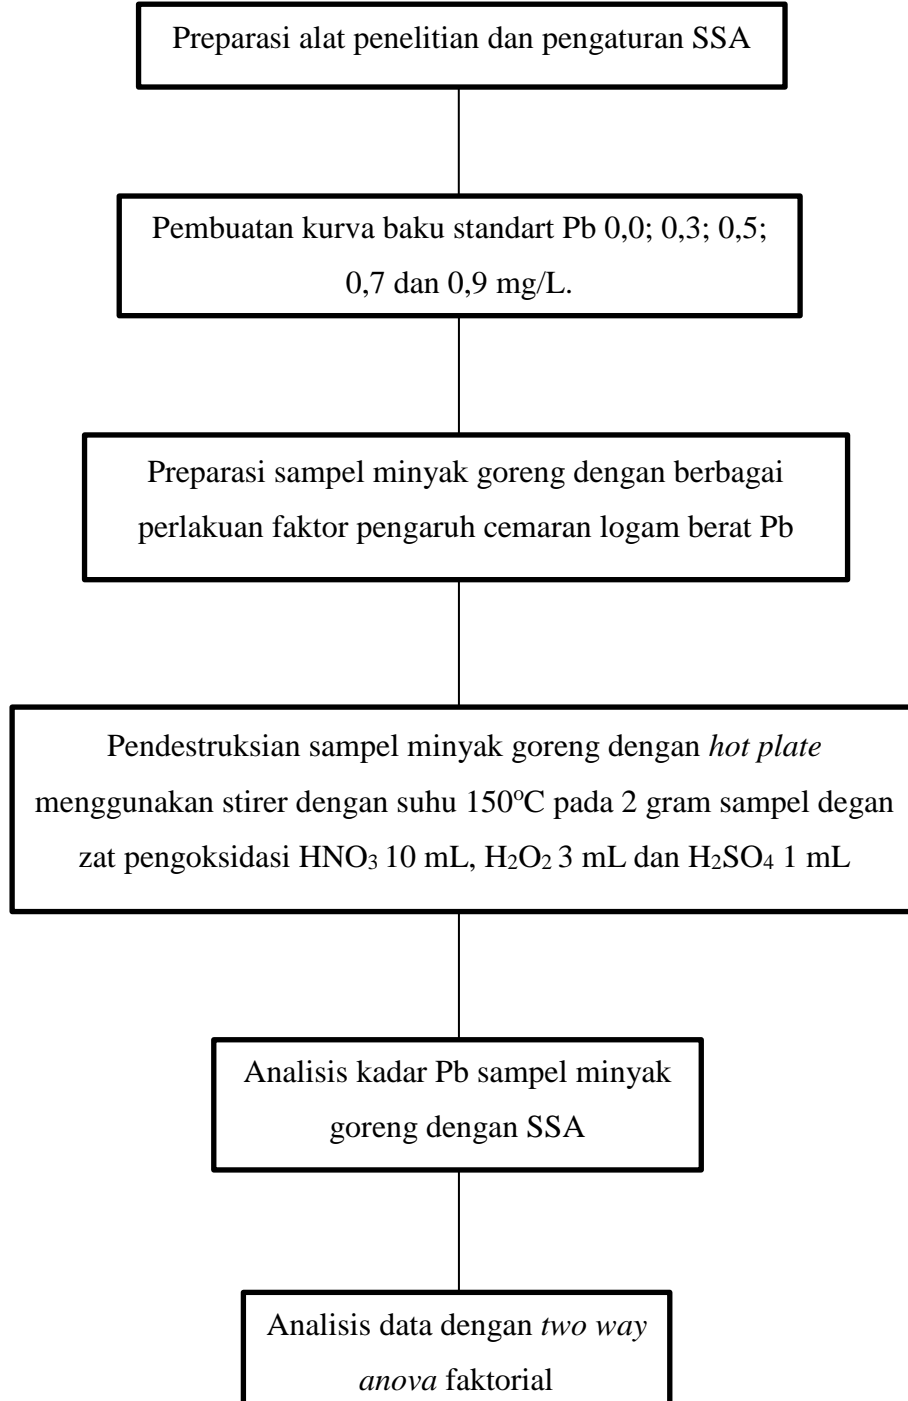 Preparasi alat penelitian dan pengaturan SSA
Pembuatan kurva baku standart Pb 0,0; 0,3; 0,5;
0,7 dan 0,9 mg/L.
Preparasi sampel minyak goreng dengan berbagai
perlakuan faktor pengaruh cemaran logam berat Pb
Pendestruksian sampel minyak goreng dengan hot plate
menggunakan stirer dengan suhu 150ºC pada 2 gram sampel degan
zat pengoksidasi HNO₃ 10 mL, H₂O₂ 3 mL dan H₂SO₄ 1 mL
Analisis kadar Pb sampel minyak
goreng dengan SSA
Analisis data dengan two way
anova faktorial